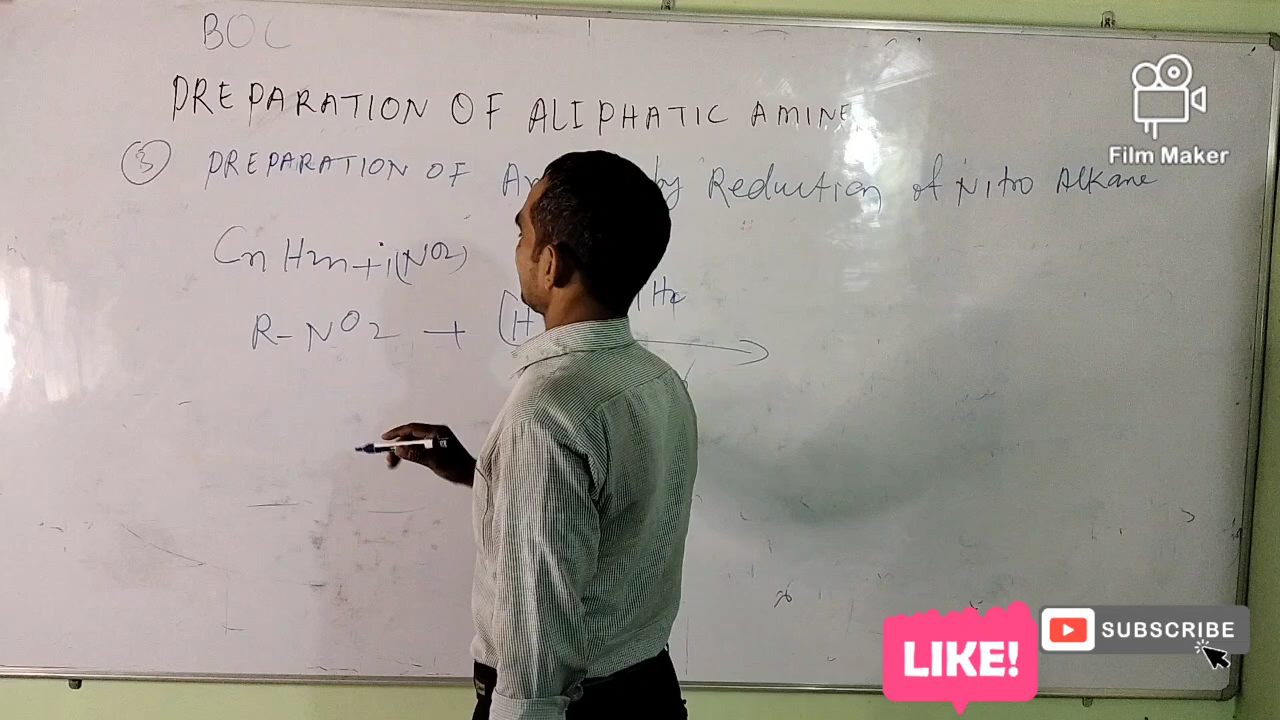 BOC
PREPARATION OF ALIPHATIC AMINE
Film Maker
③ PREPARATION OF by Reduction of Nitro Alkane
CnH2n+1(NO2)
R-NO2 + (H
LIKE!
SUBSCRIBE